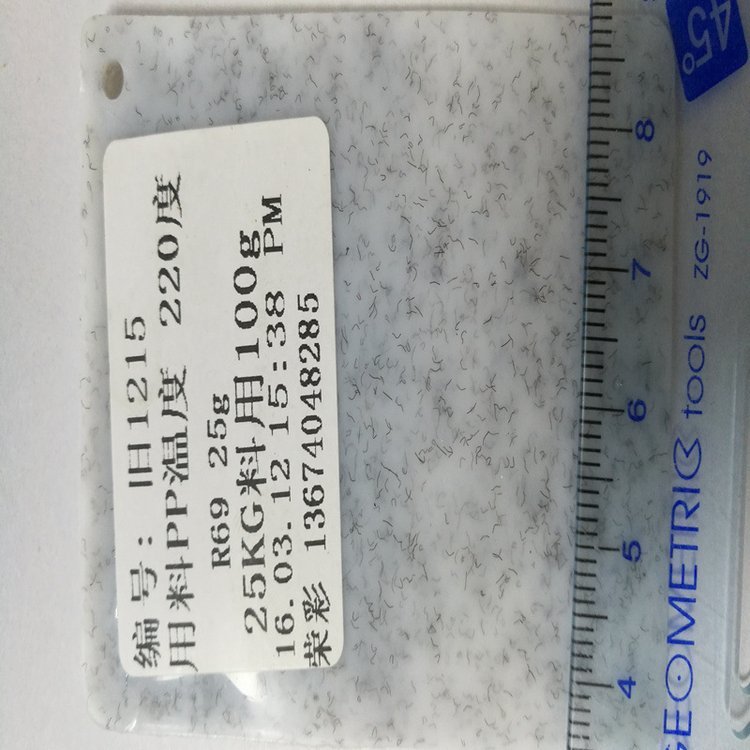 编号: 旧1215
用料PP温度 220度
R69 25g
25KG料用100g
16.03.12 15:38 PM
荣彩 13674048285
4 5 6 7 8
GEOMETRIC tools ZG-1919
45°